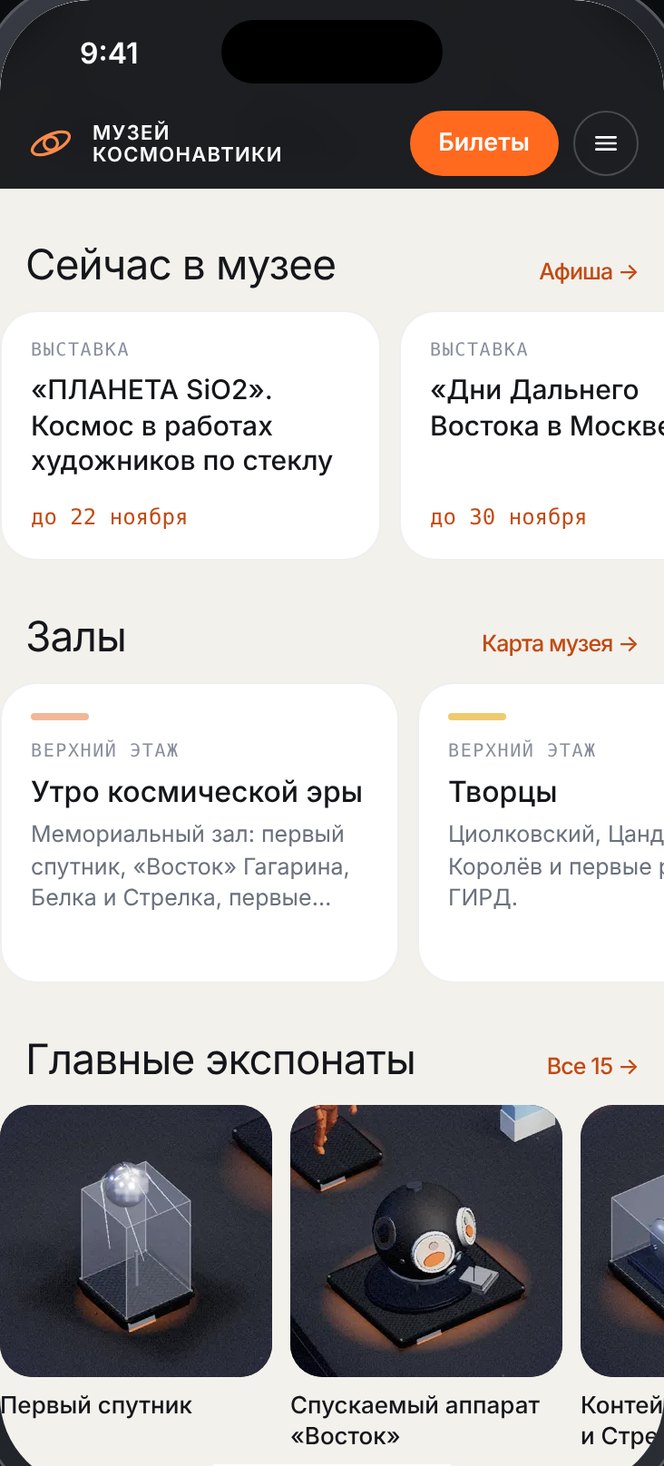 9:41
МУЗЕЙ
КОСМОНАВТИКИ
Билеты
Сейчас в музее
Афиша →
ВЫСТАВКА
«ПЛАНЕТА SiO2».
Космос в работах
художников по стеклу
до 22 ноября
ВЫСТАВКА
«Дни Дальнего
Востока в Москве
до 30 ноября
Залы
Карта музея →
ВЕРХНИЙ ЭТАЖ
Утро космической эры
Мемориальный зал: первый
спутник, «Восток» Гагарина,
Белка и Стрелка, первые...
ВЕРХНИЙ ЭТАЖ
Творцы
Циолковский, Цанд
Королёв и первые р
ГИРД.
Главные экспонаты
Все 15 →
Первый спутник
Спускаемый аппарат
«Восток»
Контей
и Стре